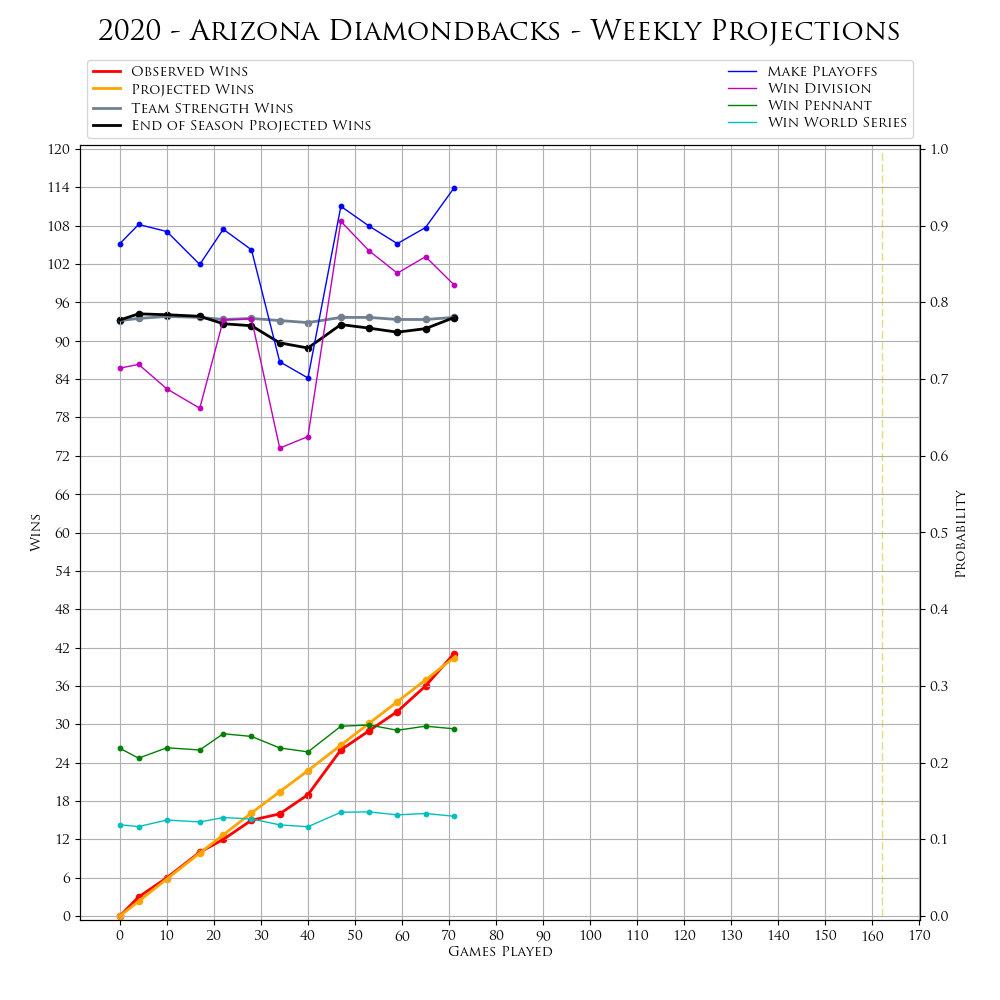 2020 - Arizona Diamondbacks - Weekly Projections
Observed Wins
Projected Wins
Team Strength Wins
End of Season Projected Wins
Make Playoffs
Win Division
Win Pennant
Win World Series
120
114
108
102
96
90
84
78
72
66
60
54
48
42
36
30
24
18
12
6
0
Wins
1.0
0.9
0.8
0.7
0.6
0.5
0.4
0.3
0.2
0.1
0.0
Probability
0 10 20 30 40 50 60 70 80 90 100 110 120 130 140 150 160 170
Games Played